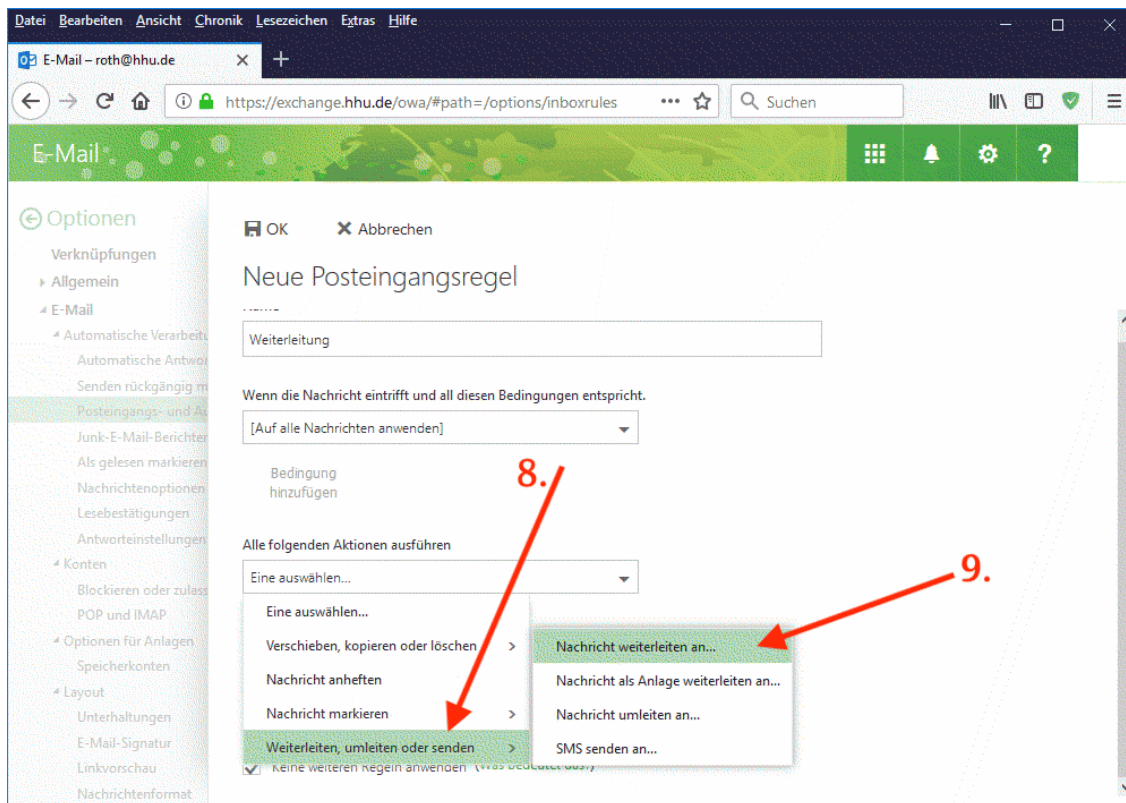 Datei Bearbeiten Ansicht Chronik Lesezeichen Extras Hilfe
E-Mail – roth@hhu.de
https://exchange.hhu.de/owa/#path=/options/inboxrules
Suchen
E-Mail
?
Optionen
Verknüpfungen
Allgemein
E-Mail
Automatische Verarbeitu
Automatische Antwor
Senden rückgängig m
Posteingangs- und Au
Junk-E-Mail-Berichter
Als gelesen markieren
Nachrichtenoptionen
Lesebestätigungen
Antworteinstellungen
Konten
Blockieren oder zulass
POP und IMAP
Optionen für Anlagen
Speicherkonten
Layout
Unterhaltungen
E-Mail-Signatur
Linkvorschau
Nachrichtenformat
OK Abbrechen
Neue Posteingangsregel
Weiterleitung
Wenn die Nachricht eintrifft und all diesen Bedingungen entspricht.
[Auf alle Nachrichten anwenden]
Bedingung
hinzufügen
8.
Alle folgenden Aktionen ausführen
Eine auswählen...
9.
Eine auswählen...
Verschieben, kopieren oder löschen
Nachricht anheften
Nachricht markieren
Weiterleiten, umleiten oder senden
Nachricht weiterleiten an...
Nachricht als Anlage weiterleiten an...
Nachricht umleiten an...
SMS senden an...
Keine weiteren Regeln anwenden (Was bedeutet das?)